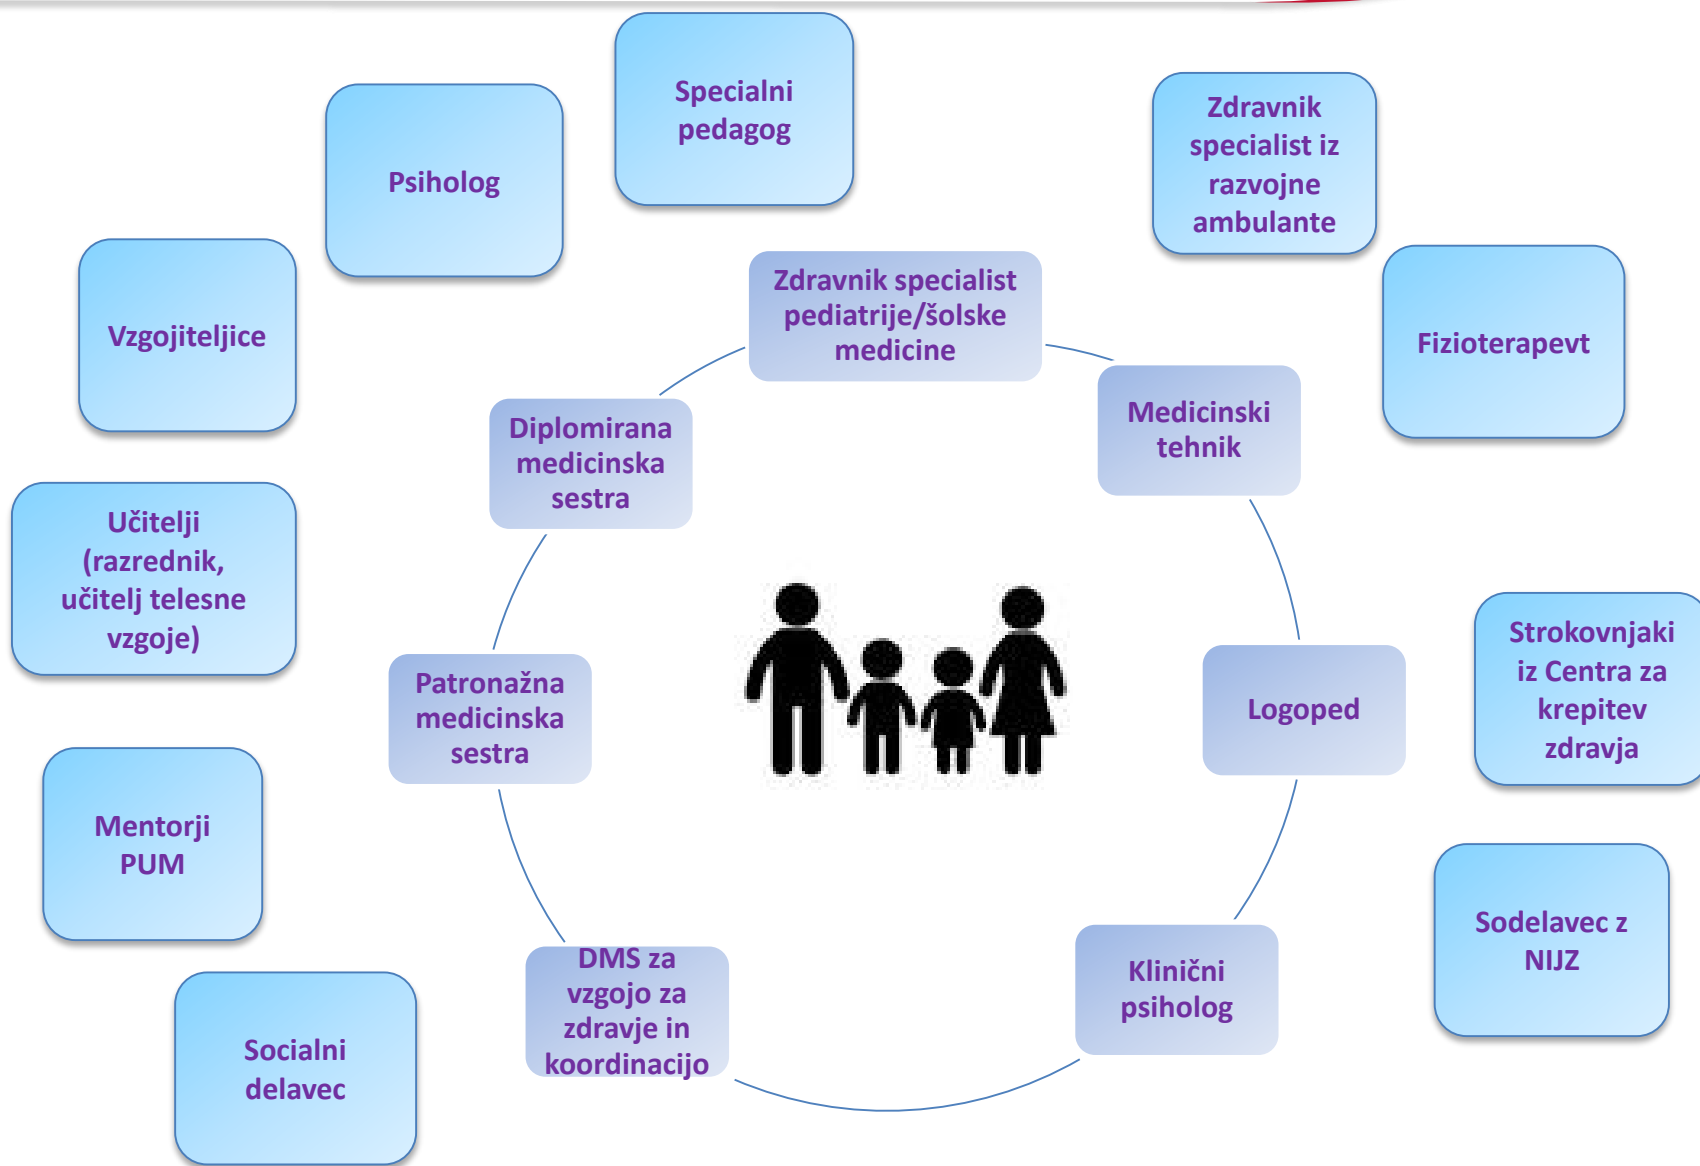 Specialni
pedagog
Psiholog
Zdravnik
specialist iz
razvojne
ambulante
Vzgojiteljice
Zdravnik specialist
pediatrije/šolske
medicine
Fizioterapevt
Diplomirana
medicinska
sestra
Medicinski
tehnik
Učitelji
(razrednik,
učitelj telesne
vzgoje)
Patronažna
medicinska
sestra
Logoped
Strokovnjaki
iz Centra za
krepitev
zdravja
Mentorji
PUM
DMS za
vzgojo za
zdravje in
koordinacijo
Klinični
psiholog
Sodelavec z
NIJZ
Socialni
delavec